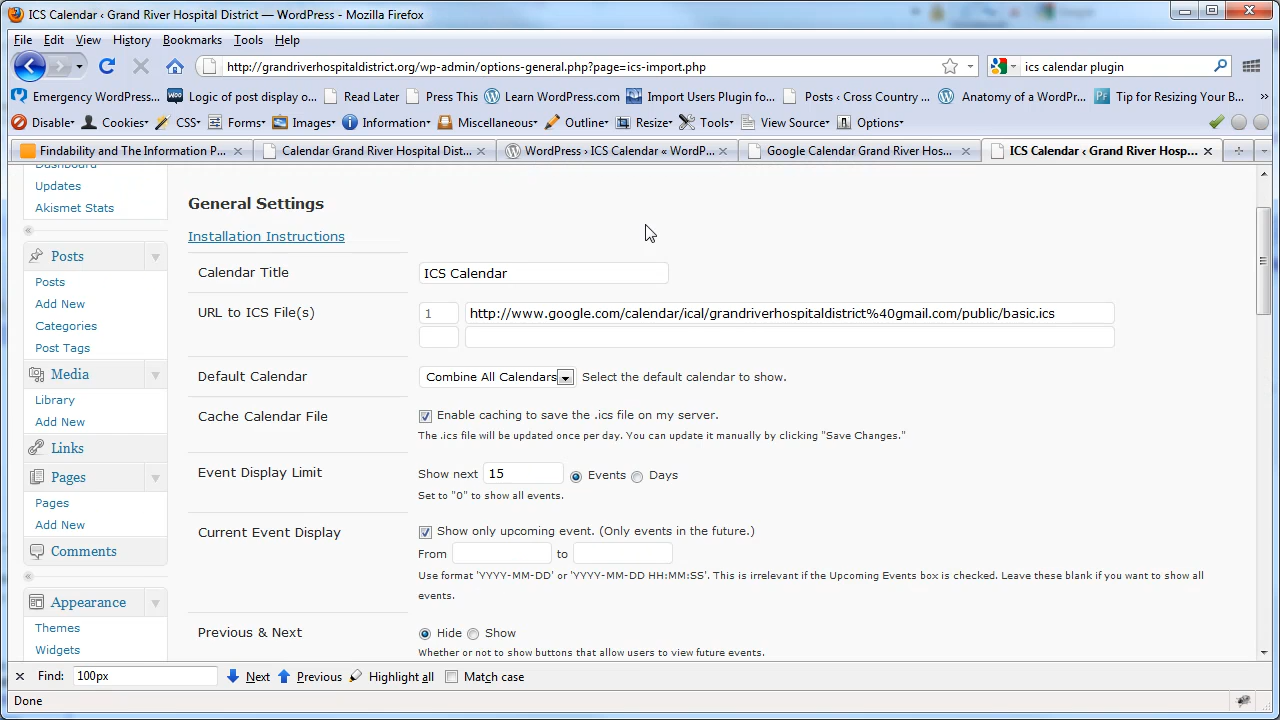 ICS Calendar ‹ Grand River Hospital District — WordPress - Mozilla Firefox
File Edit View History Bookmarks Tools Help
http://grandriverhospitaldistrict.org/wp-admin/options-general.php?page=ics-import.php
ics calendar plugin
Emergency WordPress... Logic of post display o... Read Later Press This Learn WordPress.com Import Users Plugin fo... Posts ‹ Cross Country ... Anatomy of a WordPr... Tip for Resizing Your B... »
Disable Cookies CSS Forms Images Information Miscellaneous Outline Resize Tools View Source Options
Findability and The Information P... Calendar Grand River Hospital Dist... WordPress › ICS Calendar « WordP... Google Calendar Grand River Hos... ICS Calendar ‹ Grand River Hosp...
Dashboard
Updates
Akismet Stats
Posts
Posts
Add New
Categories
Post Tags
Media
Library
Add New
Links
Pages
Pages
Add New
Comments
Appearance
Themes
Widgets
General Settings
Installation Instructions
Calendar Title ICS Calendar
URL to ICS File(s) 1 http://www.google.com/calendar/ical/grandriverhospitaldistrict%40gmail.com/public/basic.ics
Default Calendar Combine All Calendars Select the default calendar to show.
Cache Calendar File Enable caching to save the .ics file on my server.
The .ics file will be updated once per day. You can update it manually by clicking "Save Changes."
Event Display Limit Show next 15 Events Days
Set to "0" to show all events.
Current Event Display Show only upcoming event. (Only events in the future.)
From to
Use format 'YYYY-MM-DD' or 'YYYY-MM-DD HH:MM:SS'. This is irrelevant if the Upcoming Events box is checked. Leave these blank if you want to show all
events.
Previous & Next Hide Show
Whether or not to show buttons that allow users to view future events.
Find: 100px Next Previous Highlight all Match case
Done